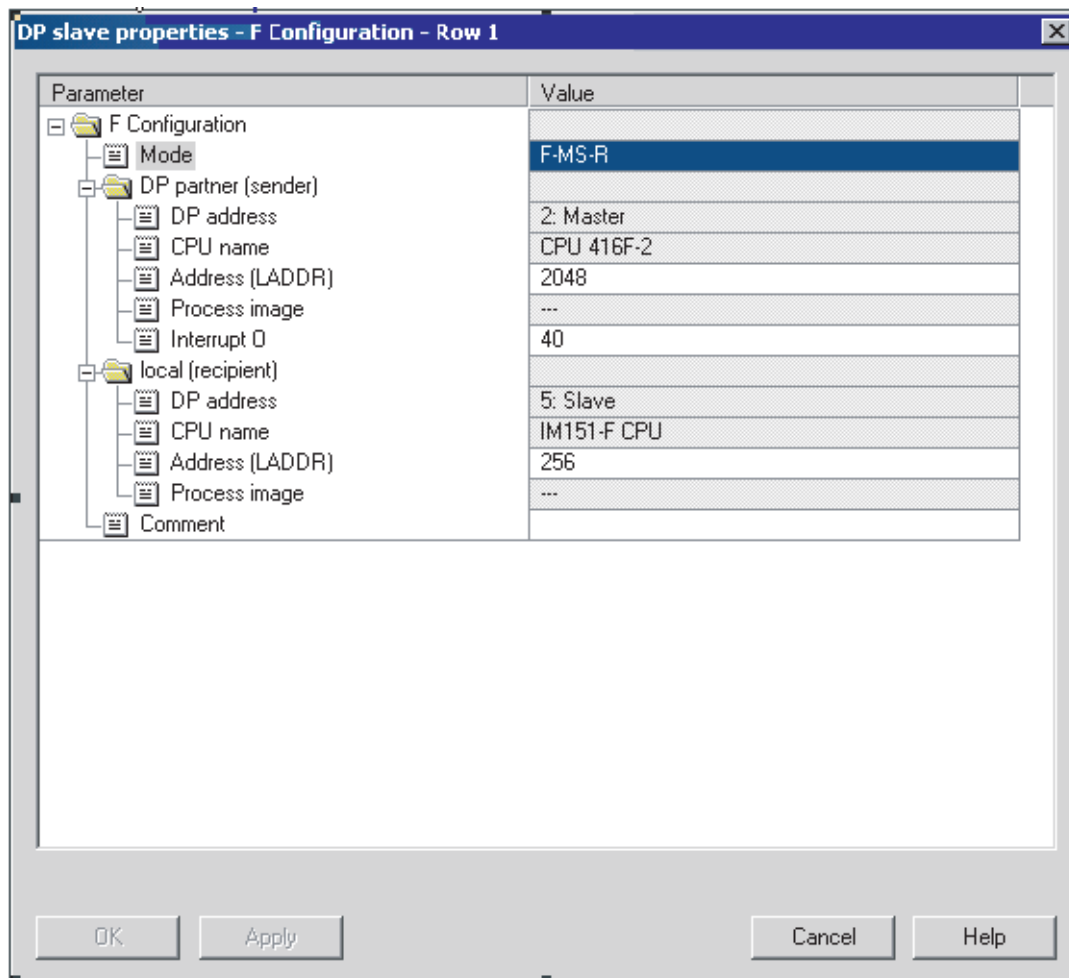 DP slave properties - F Configuration - Row 1
Parameter Value
F Configuration
Mode F-MS-R
DP partner (sender)
DP address 2: Master
CPU name CPU 416F-2
Address (LADDR) 2048
Process image ---
Interrupt O 40
local (recipient)
DP address 5: Slave
CPU name IM151-F CPU
Address (LADDR) 256
Process image ---
Comment
OK Apply Cancel Help